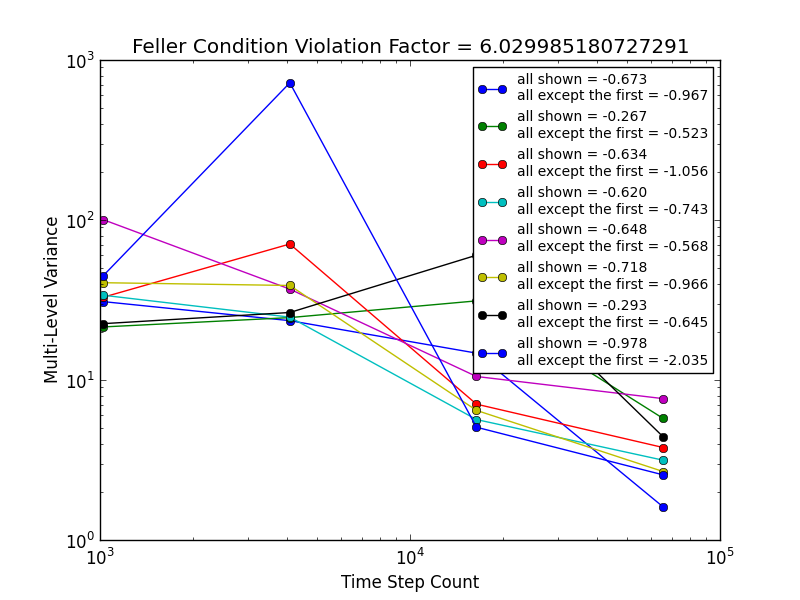 Feller Condition Violation Factor = 6.029985180727291
10^3
10^2
10^1
10^0
Multi-Level Variance
all shown = -0.673
all except the first = -0.967
all shown = -0.267
all except the first = -0.523
all shown = -0.634
all except the first = -1.056
all shown = -0.620
all except the first = -0.743
all shown = -0.648
all except the first = -0.568
all shown = -0.718
all except the first = -0.966
all shown = -0.293
all except the first = -0.645
all shown = -0.978
all except the first = -2.035
10^3 10^4 10^5
Time Step Count